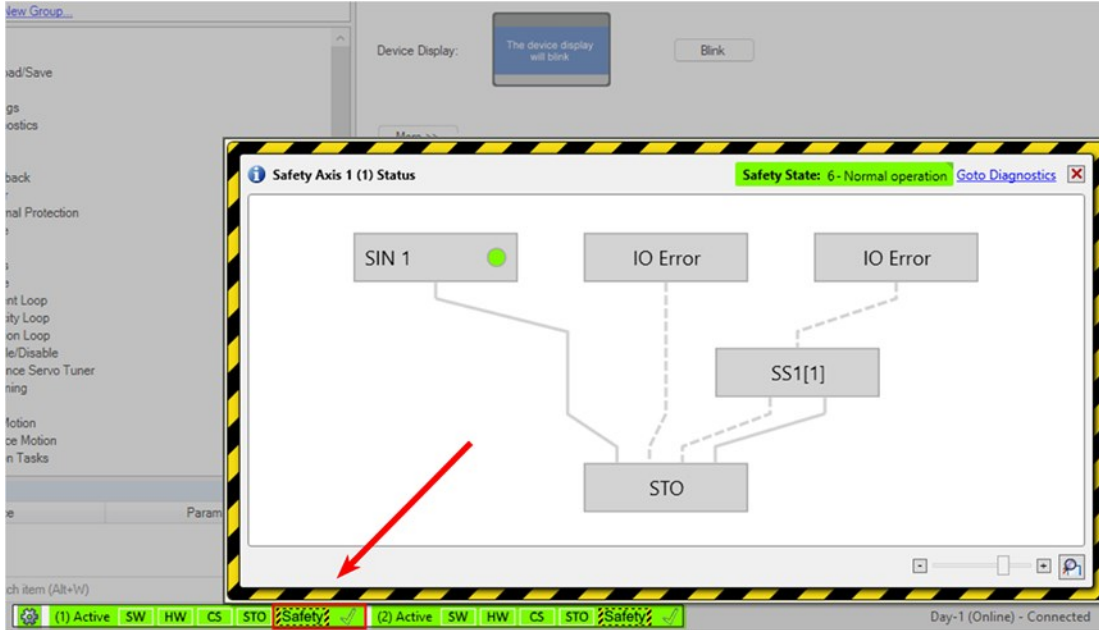 New Group...
Device Display:
The device display
will blink
Blink
oad/Save
gs
ostics
More >>
back
nal Protection
Safety Axis 1 (1) Status
Safety State: 6 - Normal operation
Goto Diagnostics
SIN 1
IO Error
IO Error
SS1[1]
STO
nt Loop
ity Loop
on Loop
le/Disable
nce Servo Tuner
ning
Motion
ce Motion
n Tasks
Param
ch item (Alt+W)
(1) Active SW HW CS STO Safety (2) Active SW HW CS STO Safety
Day-1 (Online) - Connected